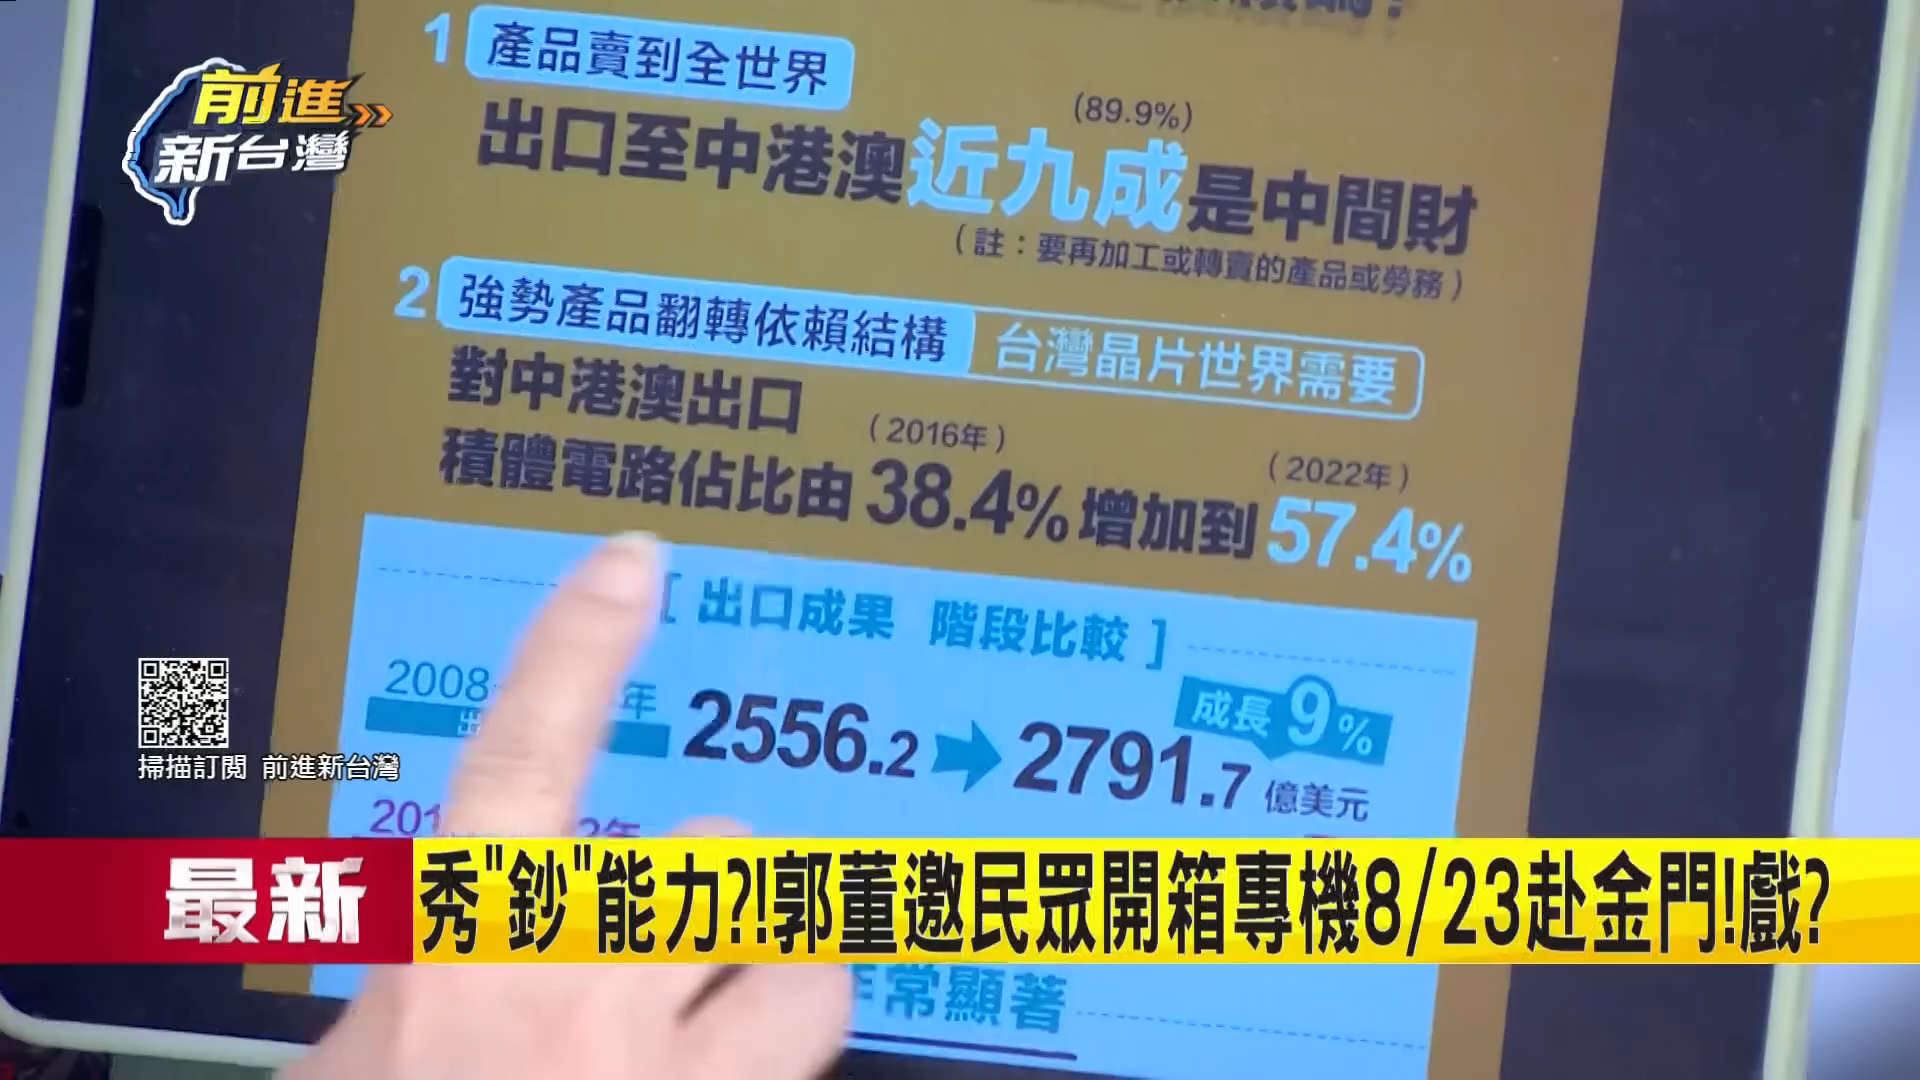 前進
新台灣
1 產品賣到全世界
(89.9%)
出口至中港澳近九成是中間財
（註：要再加工或轉賣的產品或勞務）
2 強勢產品翻轉依賴結構 台灣晶片世界需要
對中港澳出口
（2016年）
（2022年）
積體電路佔比由38.4%增加到57.4%
[ 出口成果 階段比較 ]
2008 年
2556.2 2791.7 億美元
成長9%
掃描訂閱 前進新台灣
201 2年
最新
秀"鈔"能力?!郭董邀民眾開箱專機8/23赴金門!戲?
常顯著